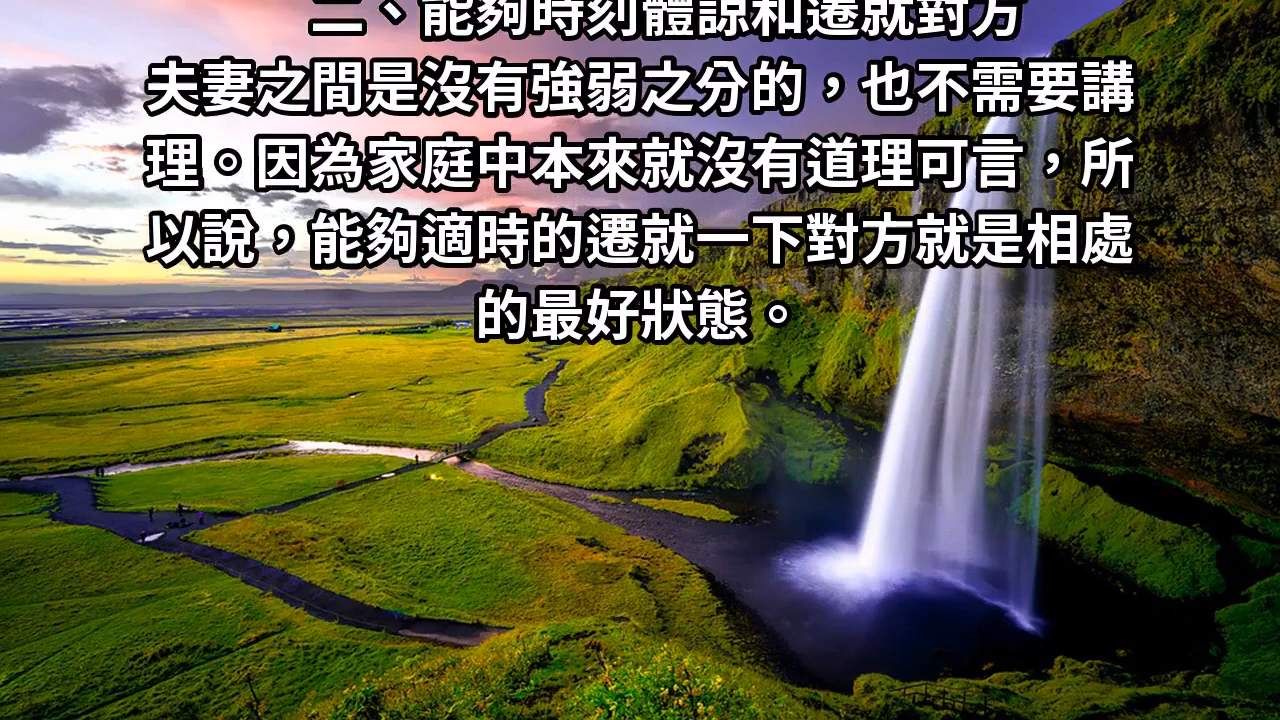 二、能夠時刻體諒和遷就對方
夫妻之間是沒有強弱之分的，也不需要講
理。因為家庭中本來就沒有道理可言，所
以說，能夠適時的遷就一下對方就是相處
的最好狀態。